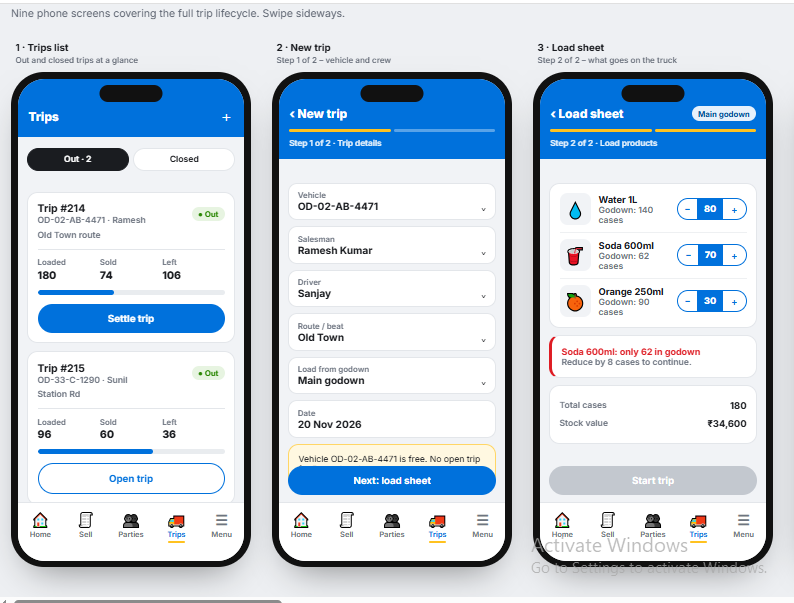 Nine phone screens covering the full trip lifecycle. Swipe sideways.
1 · Trips list
Out and closed trips at a glance
Trips
+
Out · 2
Closed
Trip #214
OD-02-AB-4471 · Ramesh
Old Town route
● Out
Loaded
Sold
Left
180
74
106
Settle trip
Trip #215
OD-33-C-1290 · Sunil
Station Rd
● Out
Loaded
Sold
Left
96
60
36
Open trip
Home
Sell
Parties
Trips
Menu
2 · New trip
Step 1 of 2 – vehicle and crew
‹ New trip
Step 1 of 2 · Trip details
Vehicle
OD-02-AB-4471
Salesman
Ramesh Kumar
Driver
Sanjay
Route / beat
Old Town
Load from godown
Main godown
Date
20 Nov 2026
Vehicle OD-02-AB-4471 is free. No open trip
Next: load sheet
Home
Sell
Parties
Trips
Menu
3 · Load sheet
Step 2 of 2 – what goes on the truck
‹ Load sheet
Main godown
Step 2 of 2 · Load products
Water 1L
Godown: 140
cases
− 80 +
Soda 600ml
Godown: 62
cases
− 70 +
Orange 250ml
Godown: 90
cases
− 30 +
Soda 600ml: only 62 in godown
Reduce by 8 cases to continue.
Total cases
180
Stock value
₹34,600
Start trip
Home
Sell
Parties
Trips
Menu
Activate Windows
Go to Settings to activate Windows.